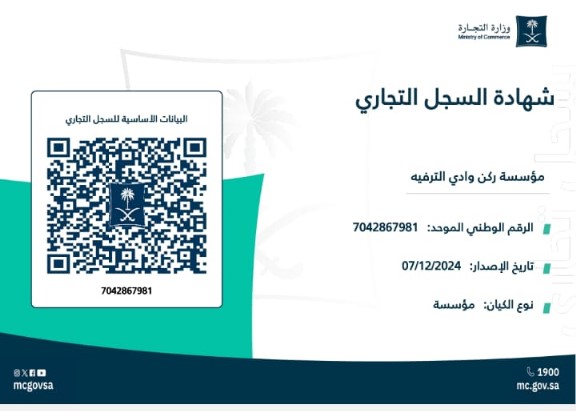 وزارة التجارة
Ministry of Commerce
شهادة السجل التجاري
البيانات الأساسية للسجل التجاري
7042867981
مؤسسة ركن وادي الترفيه
الرقم الوطني الموحد: 7042867981
تاريخ الإصدار: 07/12/2024
نوع الكيان: مؤسسة
mcgovsa
1900
mc.gov.sa